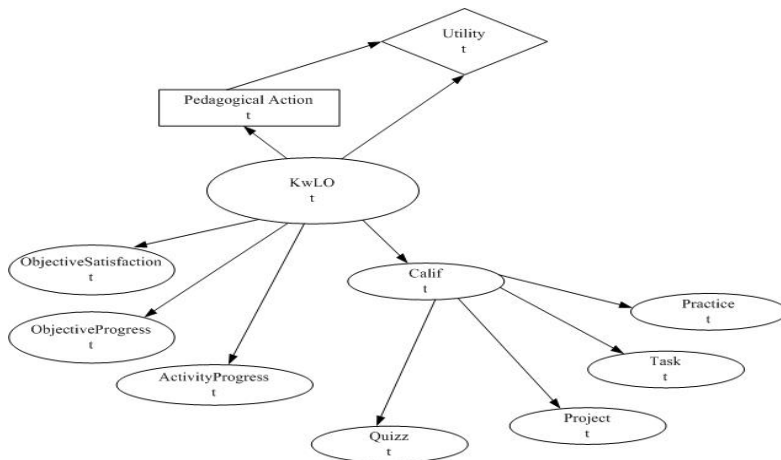 Utility
t
Pedagogical Action
t
KwLO
t
ObjectiveSatisfaction
t
Calif
t
Practice
t
ObjectiveProgress
t
Task
t
ActivityProgress
t
Project
t
Quizz
t